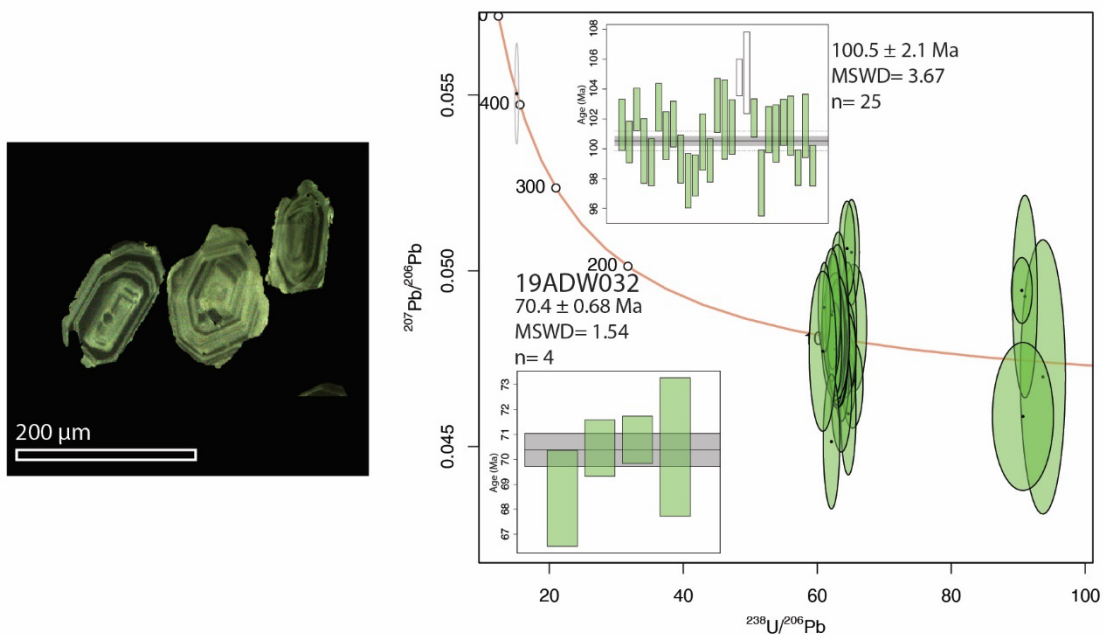 200 µm
0.055
0.050
0.045
²⁰⁷Pb/²⁰⁶Pb
400
300
200
108
106
104
102
100
98
96
Age (Ma)
100.5 ± 2.1 Ma
MSWD= 3.67
n= 25
19ADW032
70.4 ± 0.68 Ma
MSWD= 1.54
n= 4
73
72
71
70
69
68
67
Age (Ma)
20 40 60 80 100
²³⁸U/²⁰⁶Pb